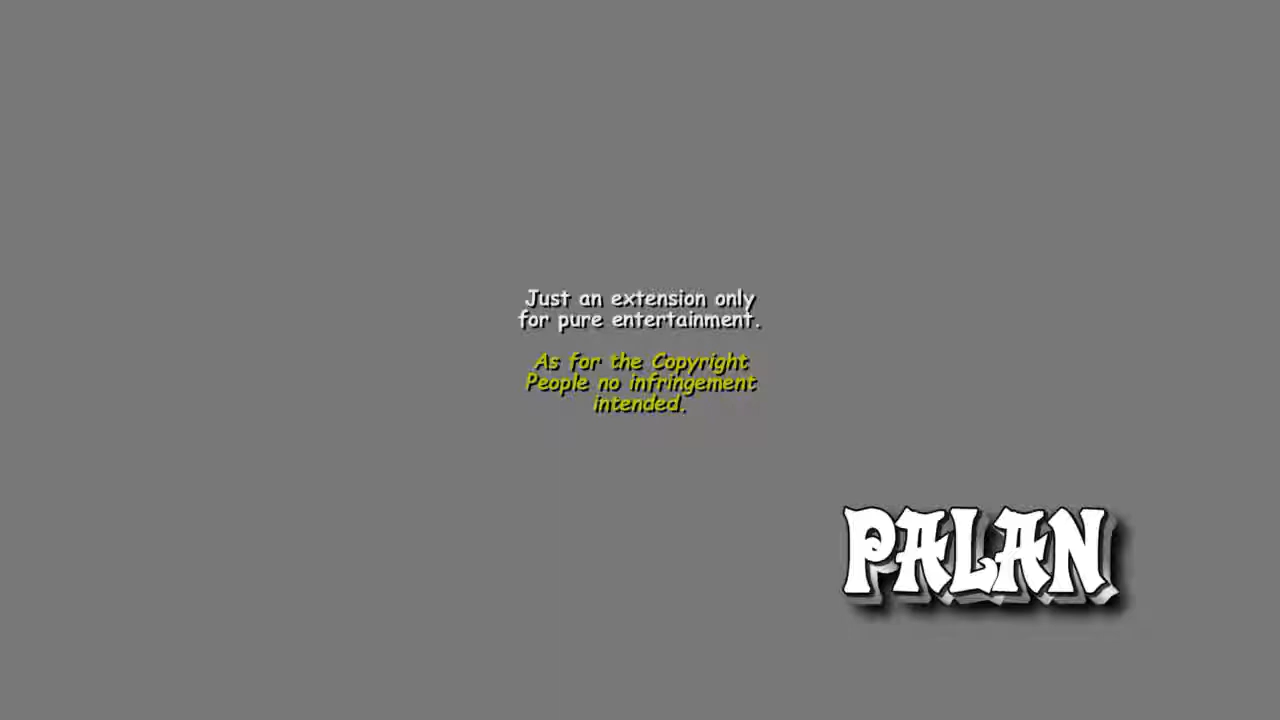 Just an extension only
for pure entertainment.
As for the Copyright
People no infringement
intended.
PALAN